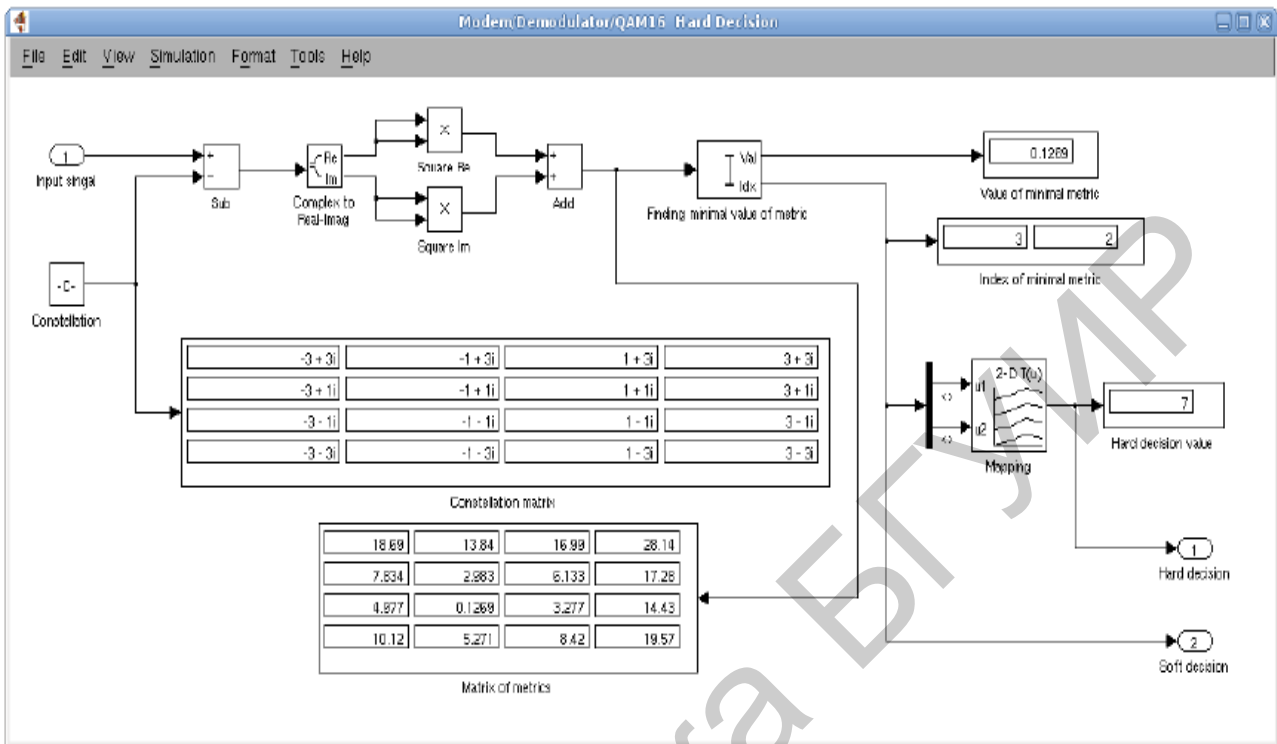 Modem/Demodulator/QAM16 Hard Decision
File Edit View Simulation Format Tools Help
1
Input singal
+
−
Sub
Re
Im
Complex to
Real-Imag
×
Square Re
×
Square Im
+
+
Add
Val
Idx
Finding minimal value of metric
0.1269
Value of minimal metric
3 2
Index of minimal metric
-C-
Constellation
-3 + 3i -1 + 3i 1 + 3i 3 + 3i
-3 + 1i -1 + 1i 1 + 1i 3 + 1i
-3 - 1i -1 - 1i 1 - 1i 3 - 1i
-3 - 3i -1 - 3i 1 - 3i 3 - 3i
Constellation matrix
<>
<>
2-D T(u)
u1
u2
Mapping
7
Hard decision value
18.69 13.84 16.99 28.14
7.834 2.983 6.133 17.28
4.977 0.1269 3.277 14.43
10.12 5.271 8.42 19.57
Matrix of metrics
1
Hard decision
2
Soft decision
та БГУИР